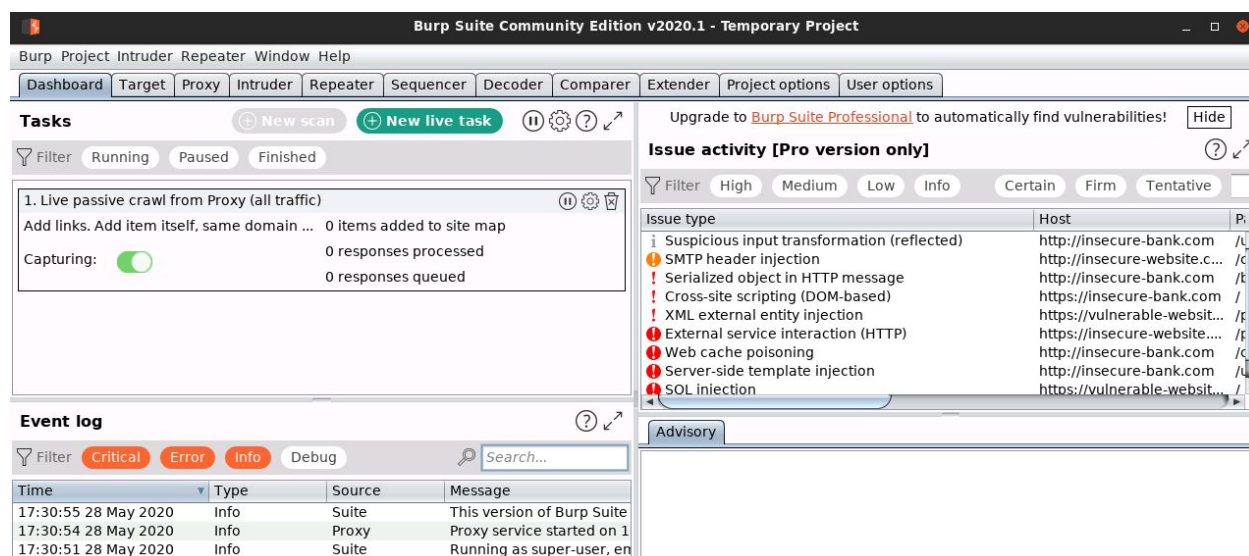 Burp Suite Community Edition v2020.1 - Temporary Project
Burp Project Intruder Repeater Window Help
Dashboard Target Proxy Intruder Repeater Sequencer Decoder Comparer Extender Project options User options
Tasks New scan New live task
Filter Running Paused Finished
1. Live passive crawl from Proxy (all traffic)
Add links. Add item itself, same domain ... 0 items added to site map
Capturing: 0 responses processed
0 responses queued
Event log
Filter Critical Error Info Debug Search...
Time Type Source Message
17:30:55 28 May 2020 Info Suite This version of Burp Suite
17:30:54 28 May 2020 Info Proxy Proxy service started on 1
17:30:51 28 May 2020 Info Suite Running as super-user, em
Upgrade to Burp Suite Professional to automatically find vulnerabilities! Hide
Issue activity [Pro version only]
Filter High Medium Low Info Certain Firm Tentative
Issue type Host
Suspicious input transformation (reflected) http://insecure-bank.com
SMTP header injection http://insecure-website.c...
Serialized object in HTTP message http://insecure-bank.com
Cross-site scripting (DOM-based) https://insecure-bank.com /
XML external entity injection https://vulnerable-websit...
External service interaction (HTTP) https://insecure-website....
Web cache poisoning http://insecure-bank.com
Server-side template injection http://insecure-bank.com
SQL injection https://vulnerable-websit... /
Advisory